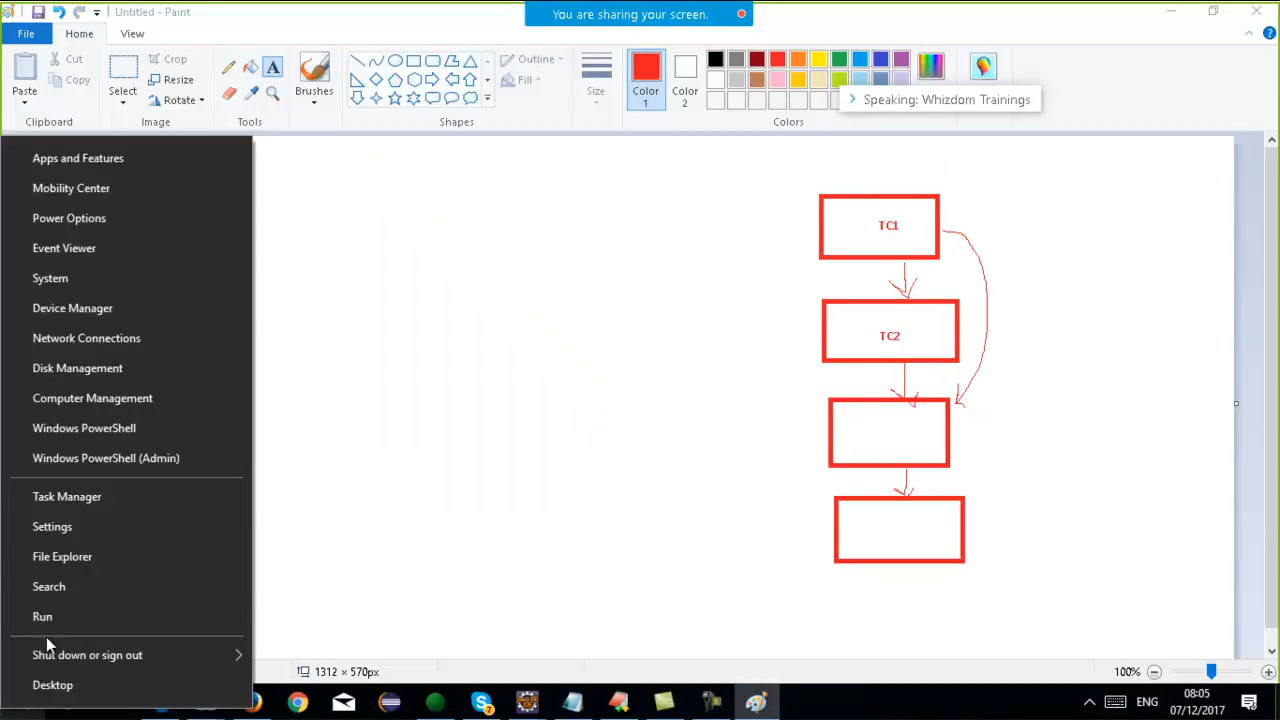 Untitled - Paint
You are sharing your screen.
File
Home
View
Paste
Cut
Copy
Clipboard
Select
Crop
Resize
Rotate
Image
A
Tools
Brushes
Outline
Fill
Shapes
Size
Color 1
Color 2
Colors
Speaking: Whizdom Trainings
Apps and Features
Mobility Center
Power Options
Event Viewer
System
Device Manager
Network Connections
Disk Management
Computer Management
Windows PowerShell
Windows PowerShell (Admin)
Task Manager
Settings
File Explorer
Search
Run
Shut down or sign out
Desktop
TC1
TC2
1312 × 570px
100%
ENG
08:05
07/12/2017